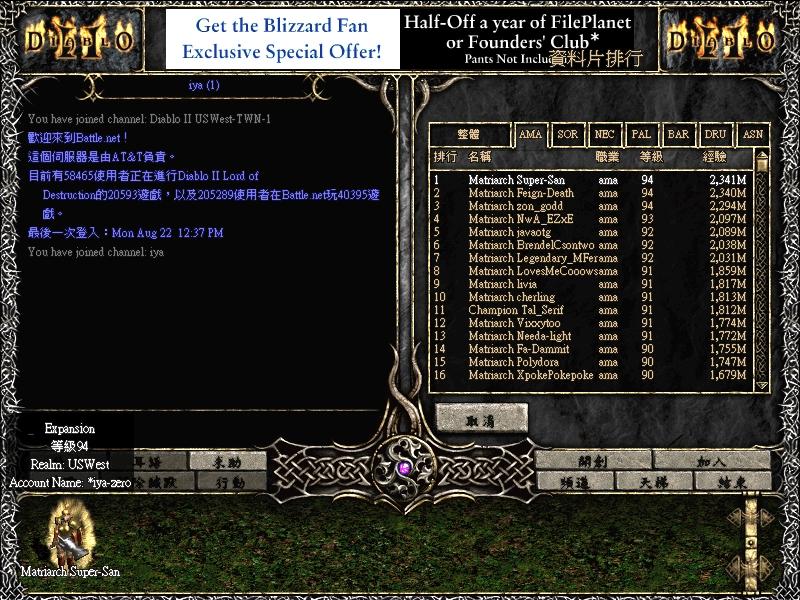 DIABLO
Get the Blizzard Fan
Exclusive Special Offer!
Half-Off a year of FilePlanet
or Founders' Club*
Pants Not Inclu
資料片排行
DIABLO
iya (1)
You have joined channel: Diablo II USWest-TWN-1
歡迎來到Battle.net！
這個伺服器是由AT&T負責。
目前有58465使用者正在進行Diablo II Lord of
Destruction的20593遊戲，以及205289使用者在Battle.net玩40395遊
戲。
最後一次登入：Mon Aug 22 12:37 PM
You have joined channel: iya
整體 AMA SOR NEC PAL BAR DRU ASN
排行 名稱 職業 等級 經驗
1 Matriarch Super-San ama 94 2,341M
2 Matriarch Feign-Death ama 94 2,340M
3 Matriarch zon_godd ama 94 2,294M
4 Matriarch NwA_EZxE ama 93 2,097M
5 Matriarch javaotg ama 92 2,089M
6 Matriarch BrendelCsontwo ama 92 2,038M
7 Matriarch Legendary_MFer ama 92 2,031M
8 Matriarch LovesMeCooows ama 91 1,859M
9 Matriarch livia ama 91 1,817M
10 Matriarch cherling ama 91 1,813M
11 Champion Tal_Serif ama 91 1,812M
12 Matriarch Vixxytoo ama 91 1,774M
13 Matriarch Needa-light ama 91 1,772M
14 Matriarch Fa-Dammit ama 90 1,755M
15 Matriarch Polydora ama 90 1,747M
16 Matriarch XpokePokepoke ama 90 1,679M
取消
Expansion
等級94
Realm: USWest
Account Name: *iya-zero
耳語 求助
行動
開創 加入
頻道 天梯 結束
Matriarch Super-San